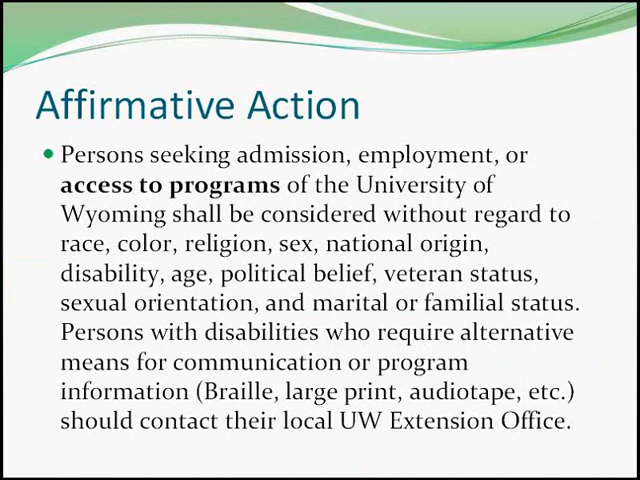 Affirmative Action
Persons seeking admission, employment, or
access to programs of the University of
Wyoming shall be considered without regard to
race, color, religion, sex, national origin,
disability, age, political belief, veteran status,
sexual orientation, and marital or familial status.
Persons with disabilities who require alternative
means for communication or program
information (Braille, large print, audiotape, etc.)
should contact their local UW Extension Office.